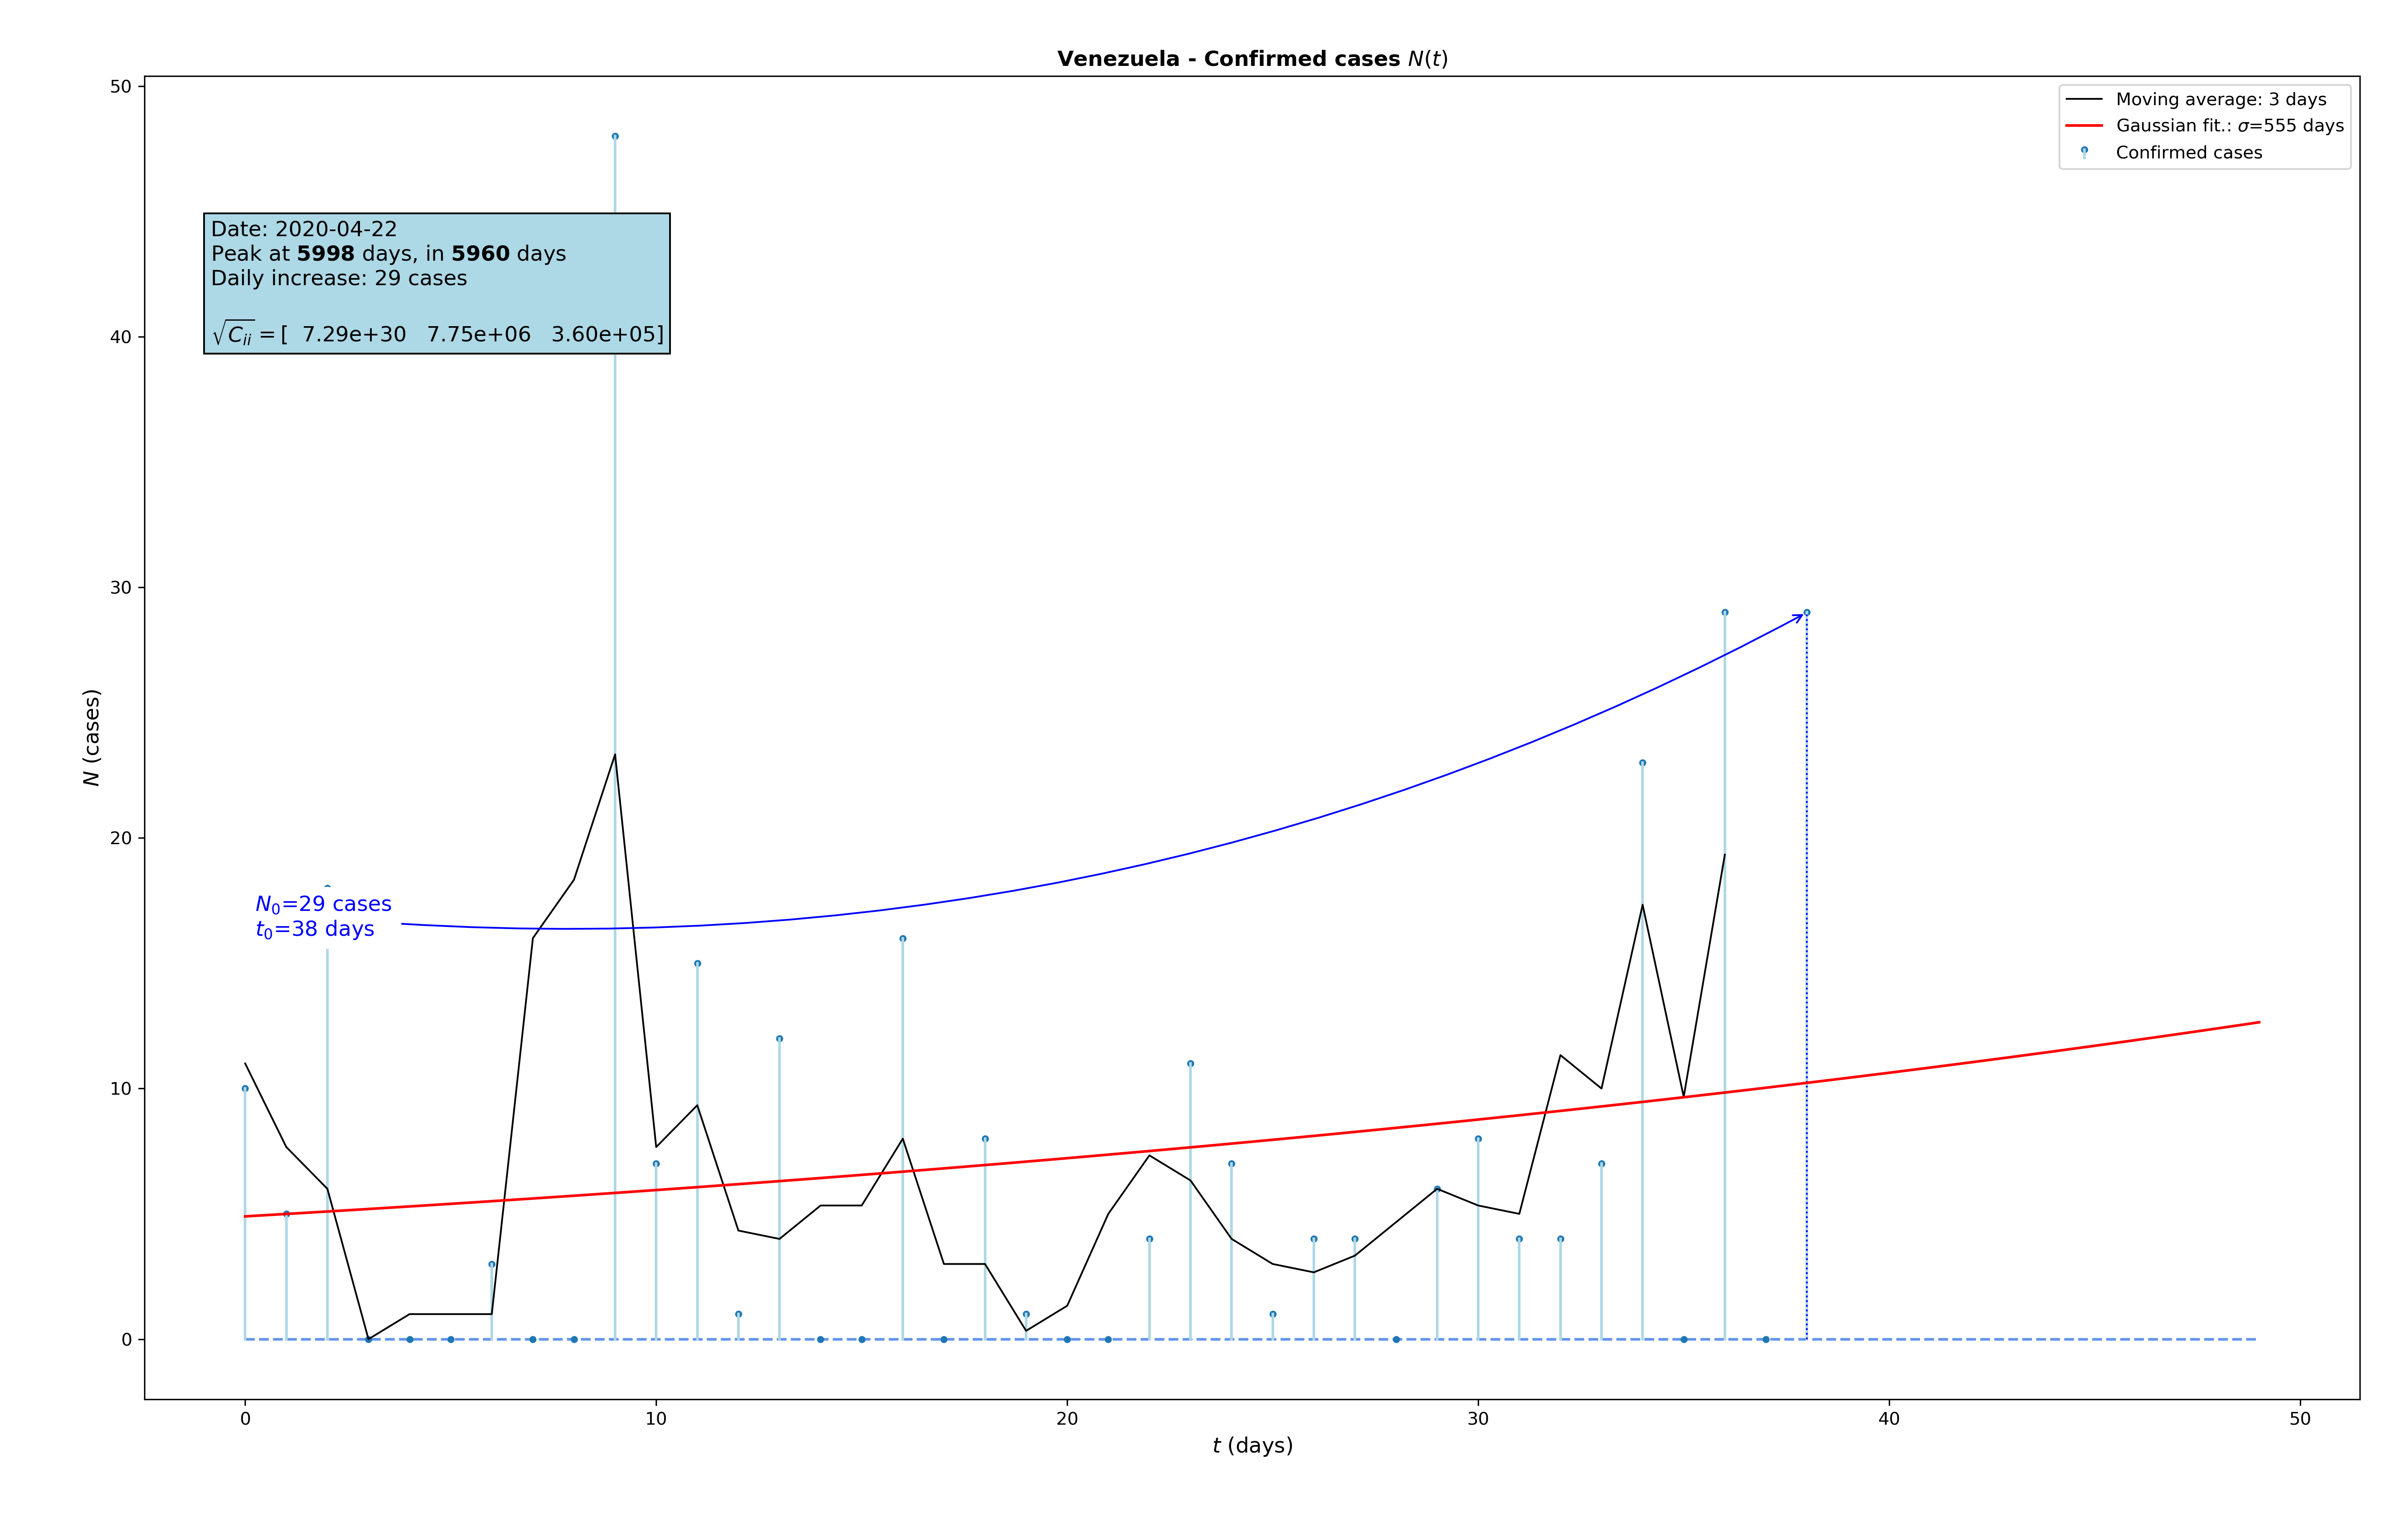 Venezuela - Confirmed cases N(t)
Moving average: 3 days
Gaussian fit.: σ=555 days
Confirmed cases
Date: 2020-04-22
Peak at 5998 days, in 5960 days
Daily increase: 29 cases
√C_ii = [ 7.29e+30 7.75e+06 3.60e+05]
N_0=29 cases
t_0=38 days
N (cases)
50
40
30
20
10
0
0 10 20 30 40 50
t (days)